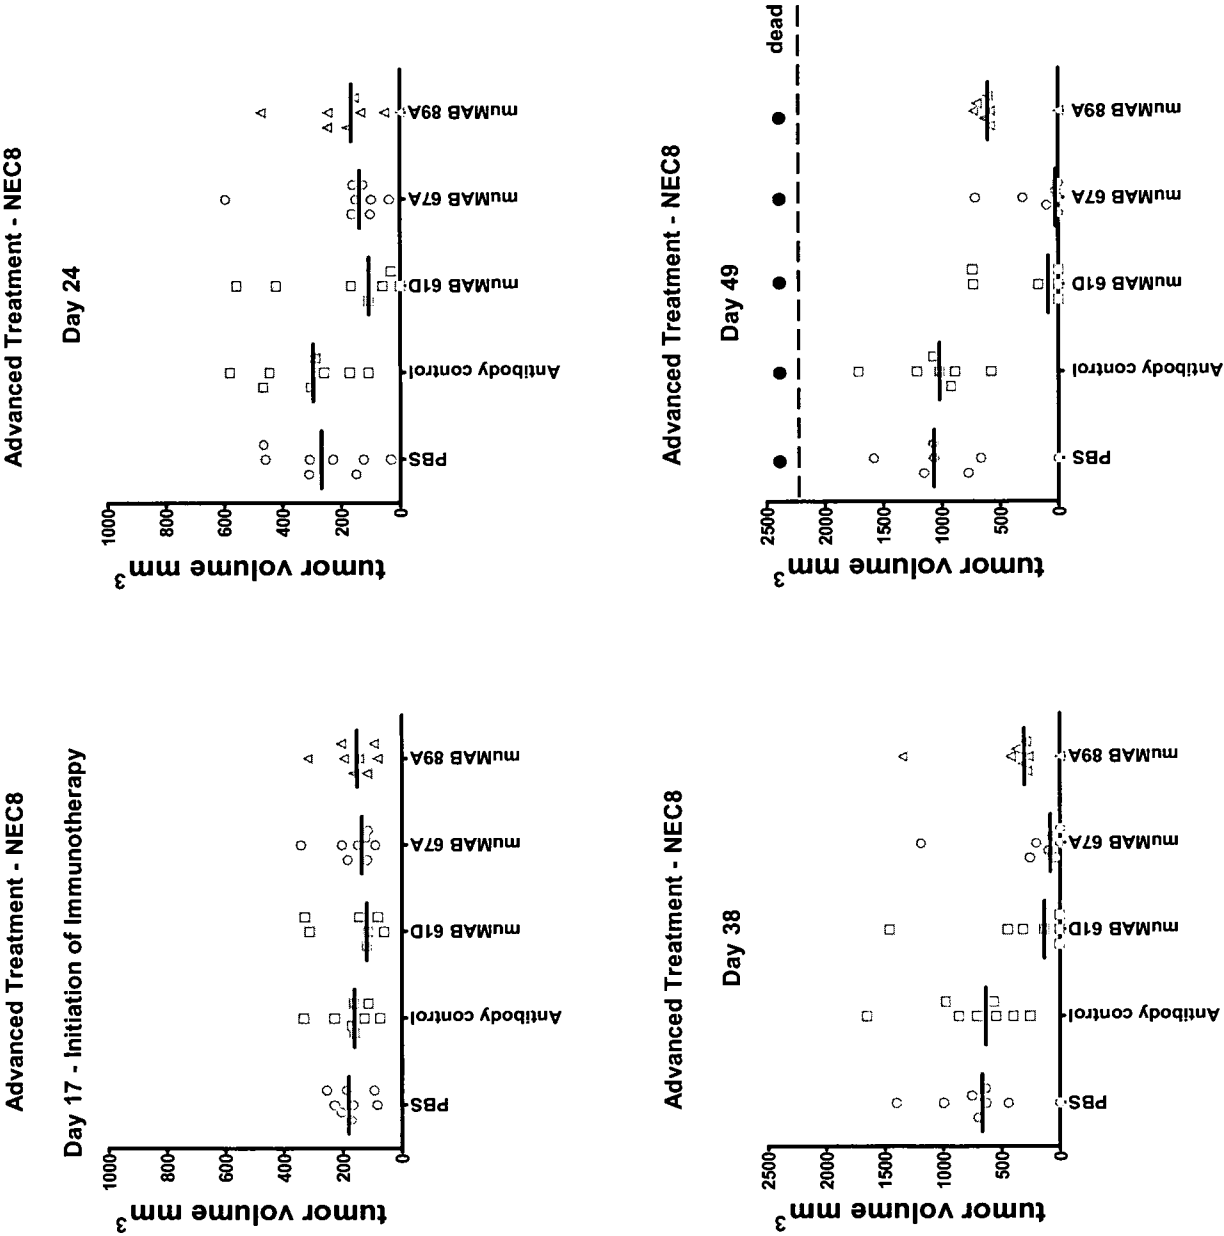 Advanced Treatment - NEC8
Day 17 - Initiation of Immunotherapy
tumor volume mm³
1000
800
600
400
200
0
PBS
Antibody control
muMAB 61D
muMAB 67A
muMAB 89A
Advanced Treatment - NEC8
Day 24
tumor volume mm³
1000
800
600
400
200
0
PBS
Antibody control
muMAB 61D
muMAB 67A
muMAB 89A
Advanced Treatment - NEC8
Day 38
tumor volume mm³
2500
2000
1500
1000
500
0
PBS
Antibody control
muMAB 61D
muMAB 67A
muMAB 89A
Advanced Treatment - NEC8
Day 49
dead
tumor volume mm³
2500
2000
1500
1000
500
0
PBS
Antibody control
muMAB 61D
muMAB 67A
muMAB 89A